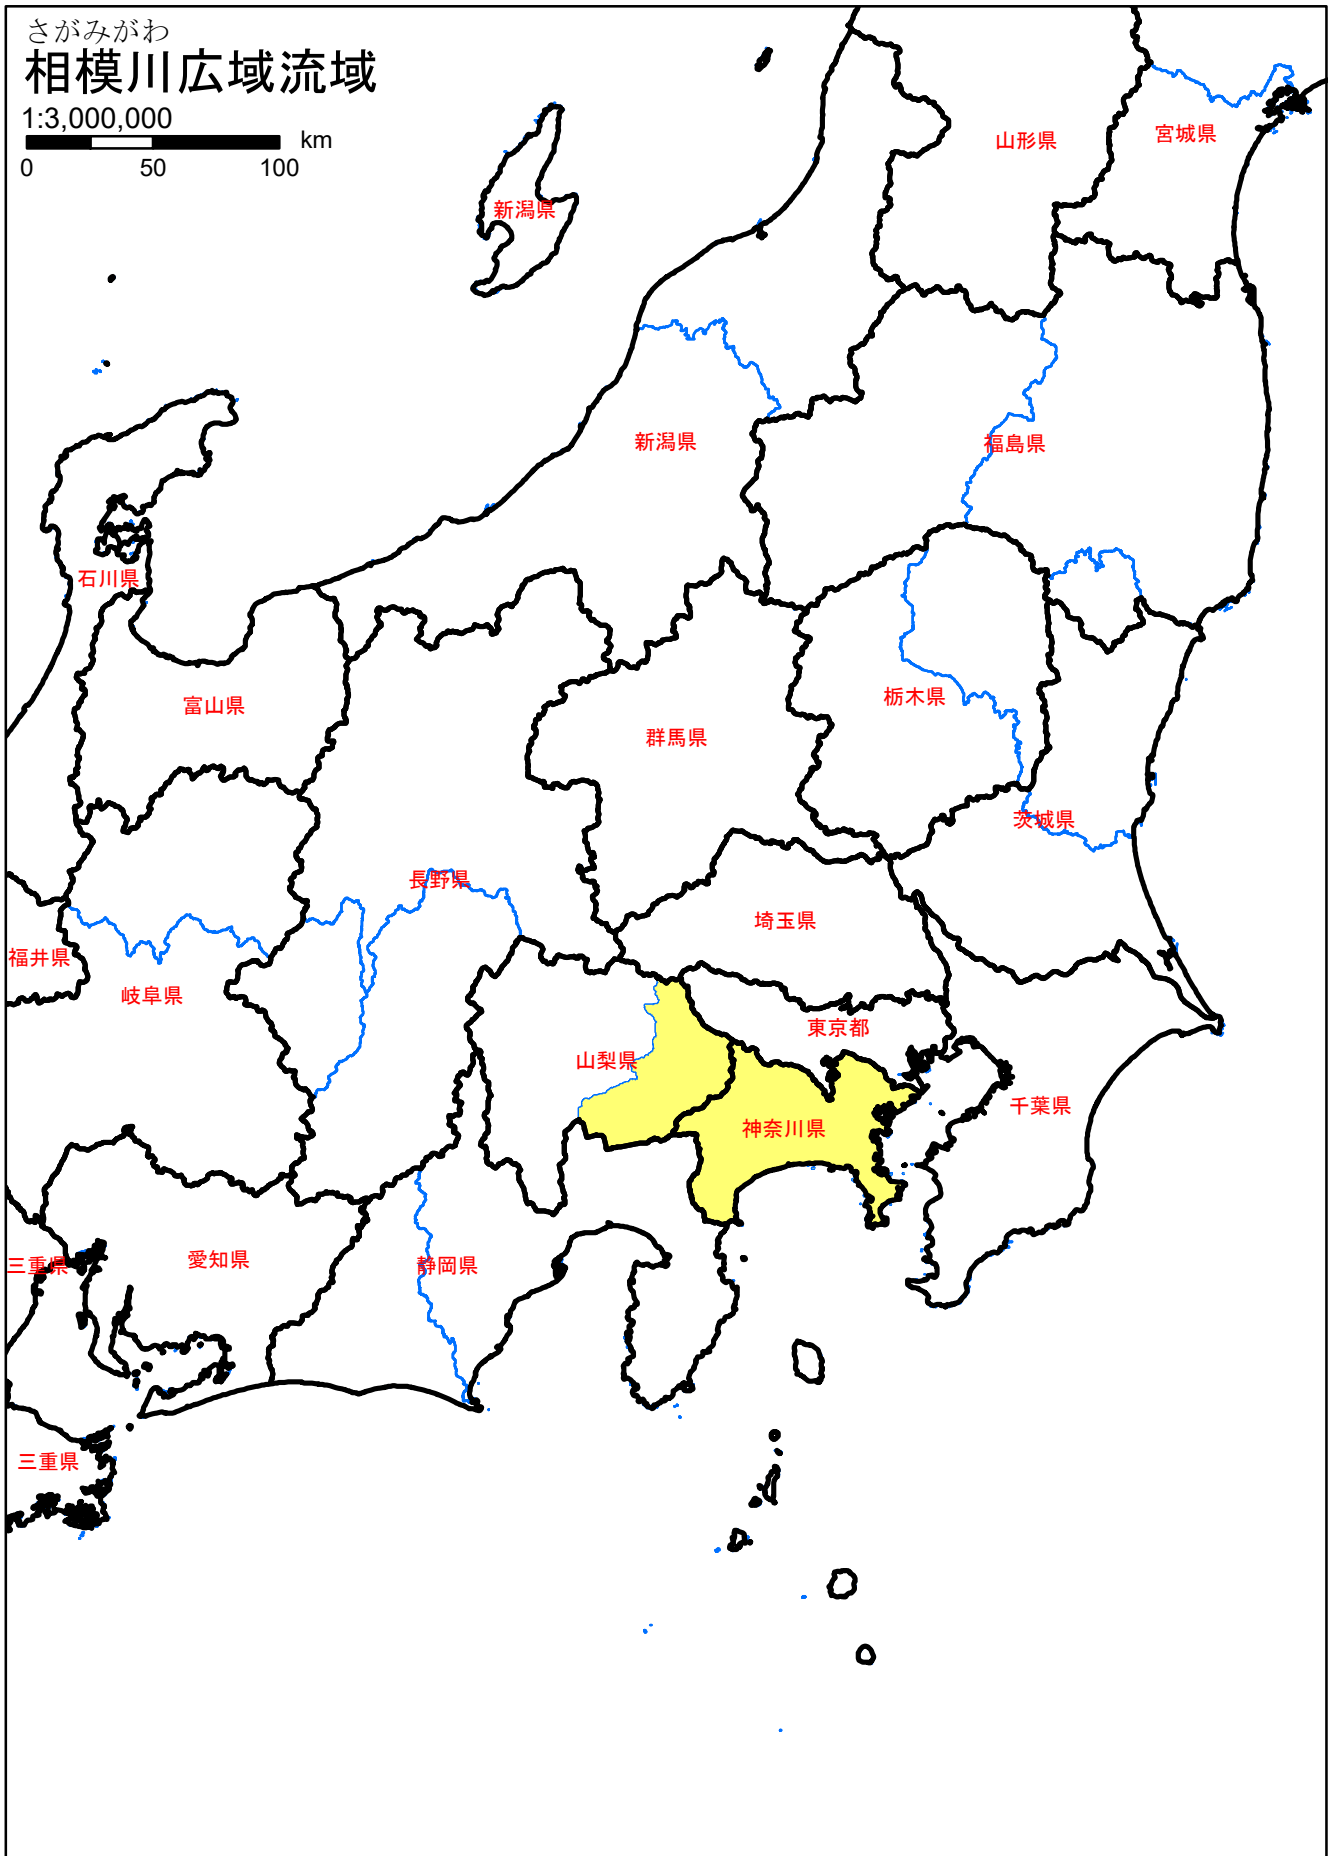 さがみがわ
相模川広域流域
1:3,000,000
km
0 50 100
山形県
宮城県
新潟県
新潟県
福島県
石川県
富山県
栃木県
群馬県
茨城県
長野県
埼玉県
福井県
岐阜県
東京都
山梨県
千葉県
神奈川県
三重県
愛知県
静岡県
三重県